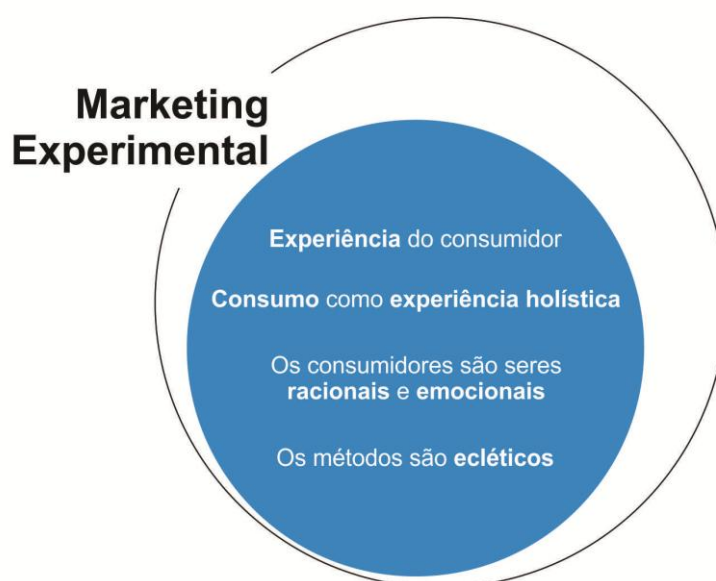 Marketing
Experimental
Experiência do consumidor
Consumo como experiência holística
Os consumidores são seres
racionais e emocionais
Os métodos são ecléticos